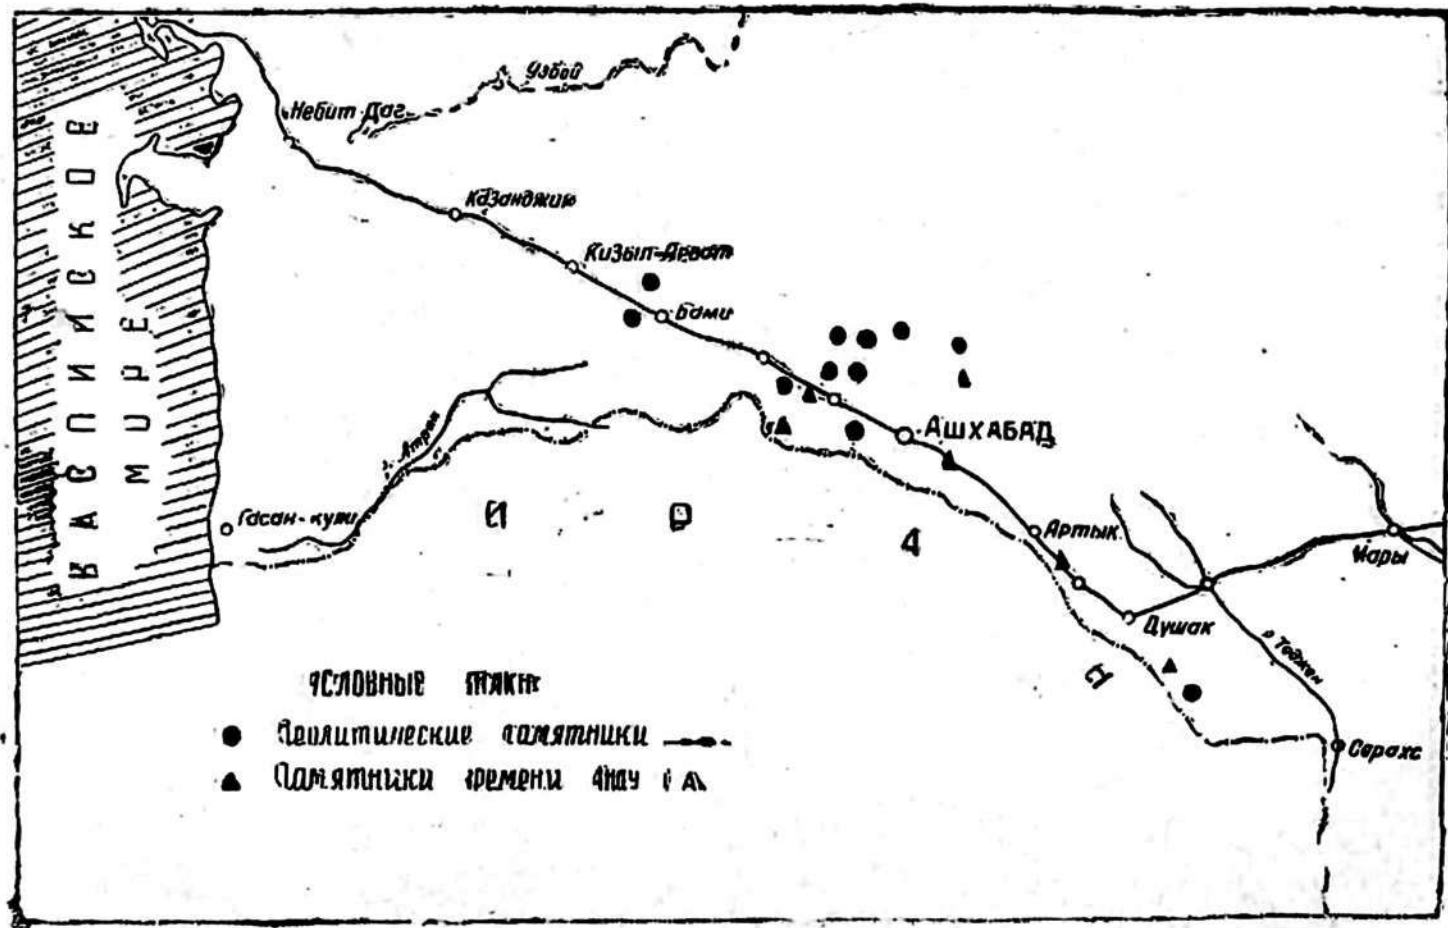 Узбой
Небит-Даг
КАСПИЙСКОЕ
МОРЕ
Казанджик
Кизыл-Арват
Бами
р. Атрек
АШХАБАД
Гасан-кули
И Р А Н
Артык
Мары
Душак
р. Теджен
Серахс
УСЛОВНЫЕ ЗНАКИ
Неолитические памятники
Памятники времени Анау I А